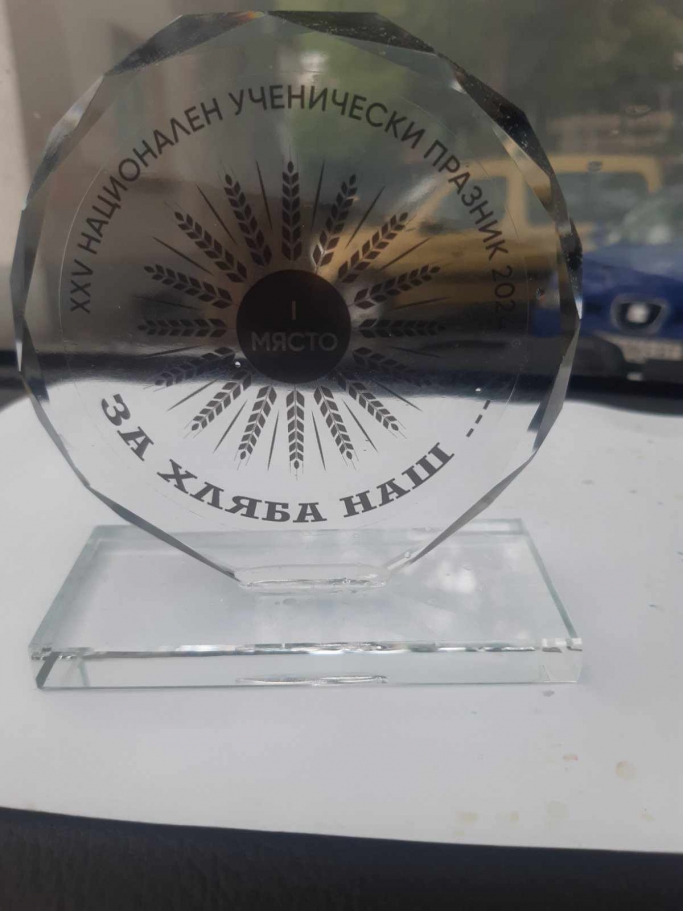 XXV НАЦИОНАЛЕН УЧЕНИЧЕСКИ ПРАЗНИК
I
МЯСТО
ЗА ХЛЯБА НАШ